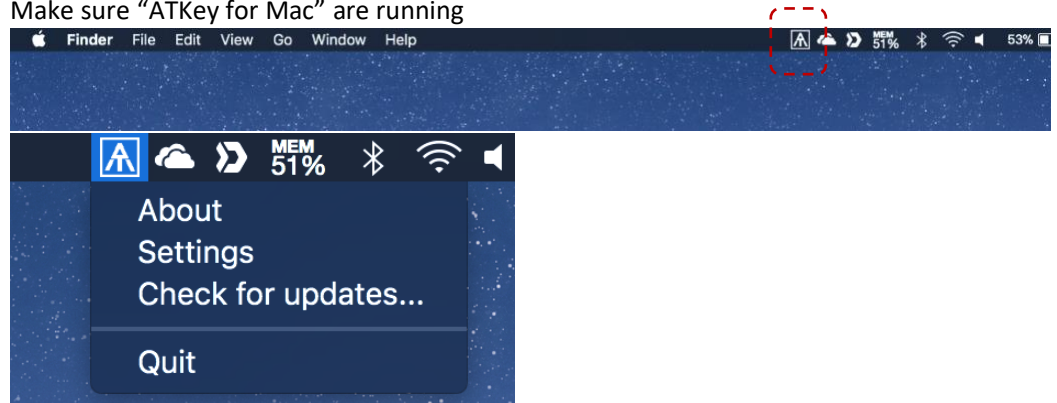 Make sure “ATKey for Mac” are running
Finder File Edit View Go Window Help MEM 51% 53%
MEM
51%
About
Settings
Check for updates...
Quit